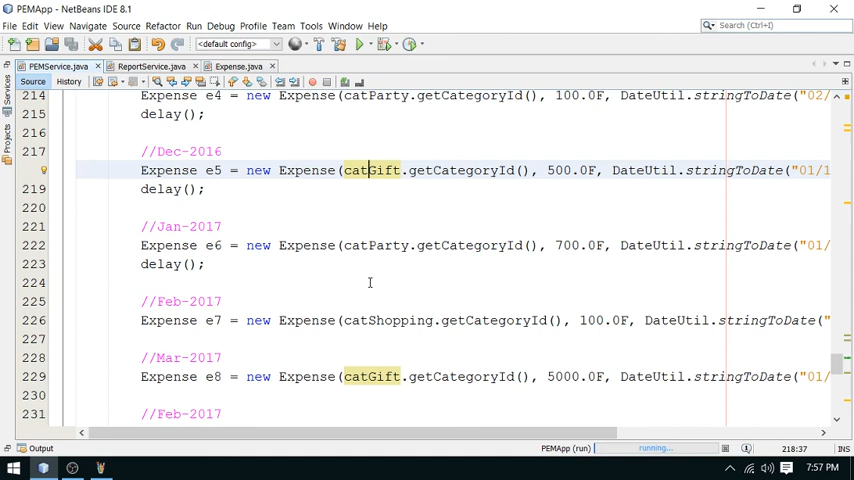 PEMApp - NetBeans IDE 8.1
File Edit View Navigate Source Refactor Run Debug Profile Team Tools Window Help
Search (Ctrl+I)
<default config>
PEMService.java ReportService.java Expense.java
Source History
Services
Projects
214 Expense e4 = new Expense(catParty.getCategoryId(), 100.0F, DateUtil.stringToDate("02/
215 delay();
216
217 //Dec-2016
Expense e5 = new Expense(catGift.getCategoryId(), 500.0F, DateUtil.stringToDate("01/1
219 delay();
220
221 //Jan-2017
222 Expense e6 = new Expense(catParty.getCategoryId(), 700.0F, DateUtil.stringToDate("01/
223 delay();
224
225 //Feb-2017
226 Expense e7 = new Expense(catShopping.getCategoryId(), 100.0F, DateUtil.stringToDate("
227
228 //Mar-2017
229 Expense e8 = new Expense(catGift.getCategoryId(), 5000.0F, DateUtil.stringToDate("01/
230
231 //Feb-2017
Output PEMApp (run) running... 218:37 INS
7:57 PM